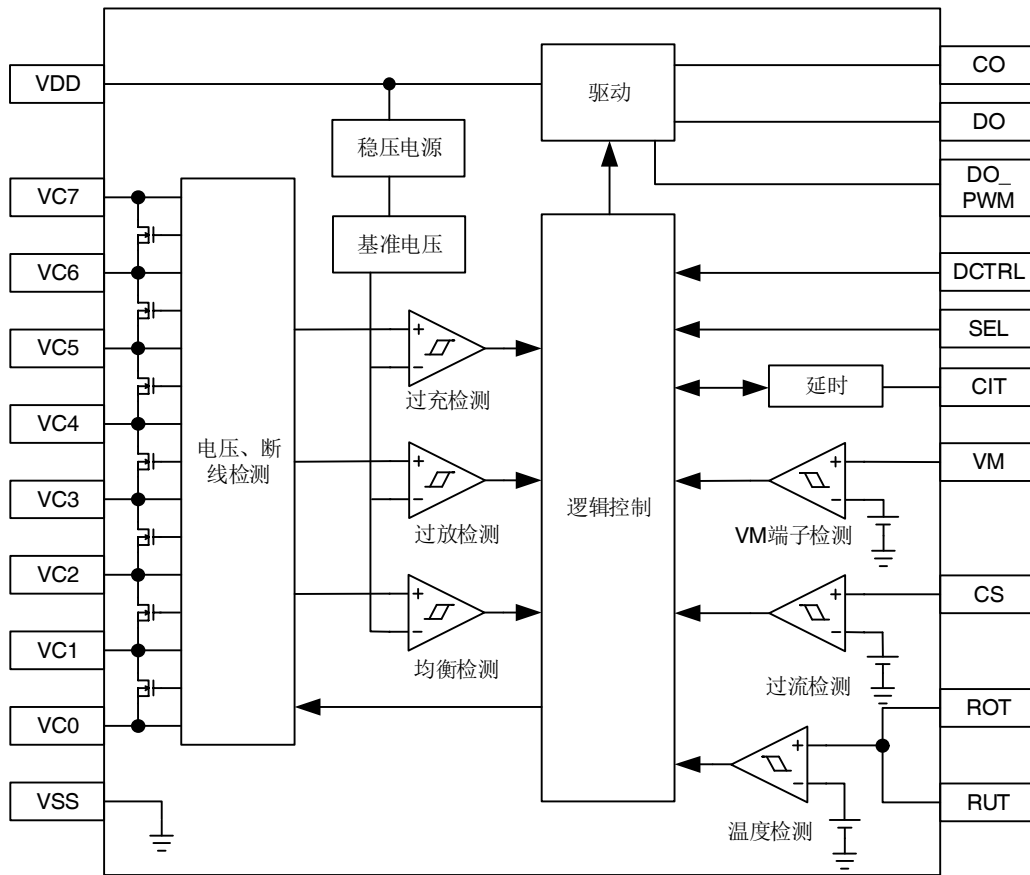 VDD
VC7
VC6
VC5
VC4
VC3
VC2
VC1
VC0
VSS
电压、断
线检测
稳压电源
基准电压
+
−
过充检测
+
−
过放检测
+
−
均衡检测
驱动
逻辑控制
延时
+
−
VM端子检测
+
−
过流检测
+
−
温度检测
CO
DO
DO_
PWM
DCTRL
SEL
CIT
VM
CS
ROT
RUT